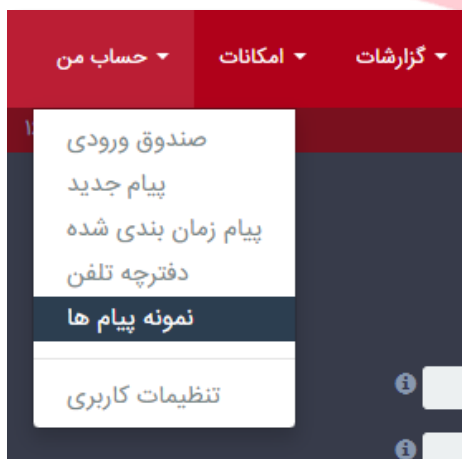 گزارشات
امکانات
حساب من
صندوق ورودی
پیام جدید
پیام زمان بندی شده
دفترچه تلفن
نمونه پیام ها
تنظیمات کاربری